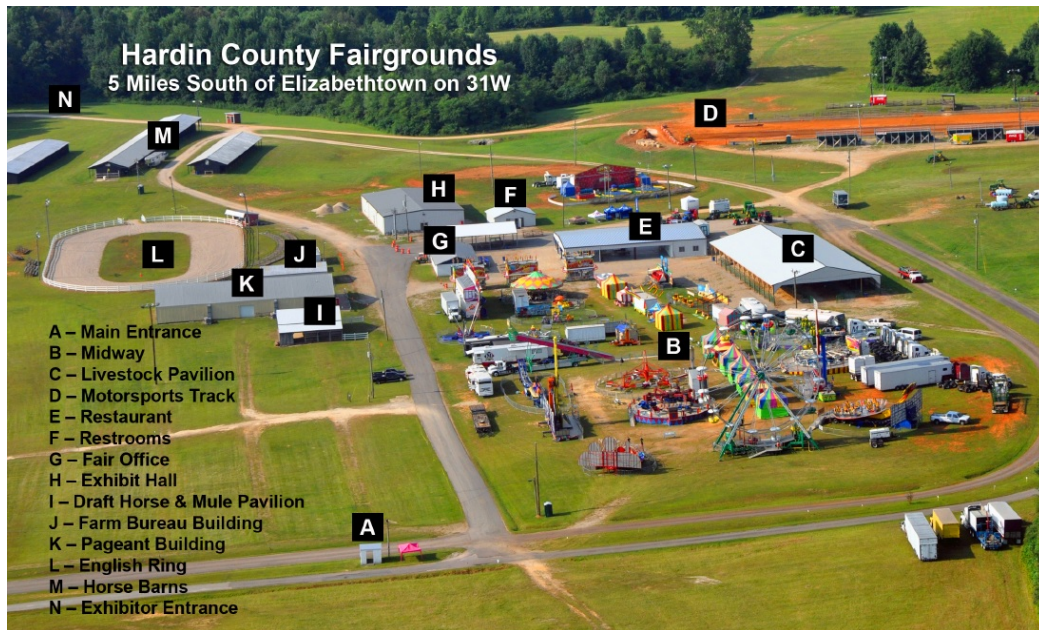 Hardin County Fairgrounds
5 Miles South of Elizabethtown on 31W
N
M
D
H
F
E
G
C
L
J
K
I
B
A
A – Main Entrance
B – Midway
C – Livestock Pavilion
D – Motorsports Track
E – Restaurant
F – Restrooms
G – Fair Office
H – Exhibit Hall
I – Draft Horse & Mule Pavilion
J – Farm Bureau Building
K – Pageant Building
L – English Ring
M – Horse Barns
N – Exhibitor Entrance